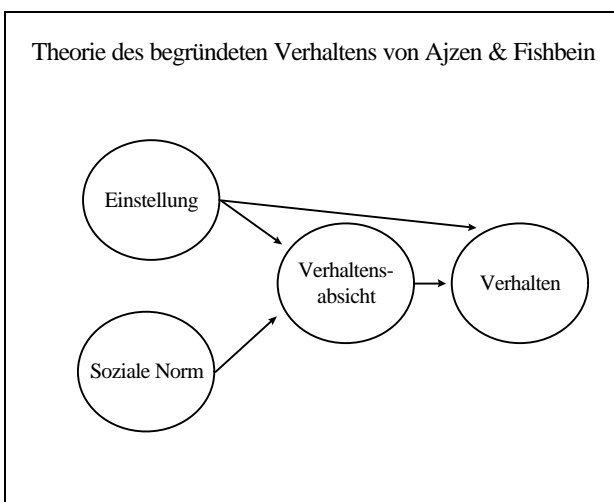 Theorie des begründeten Verhaltens von Ajzen & Fishbein
Einstellung
Verhaltens-
absicht
Verhalten
Soziale Norm